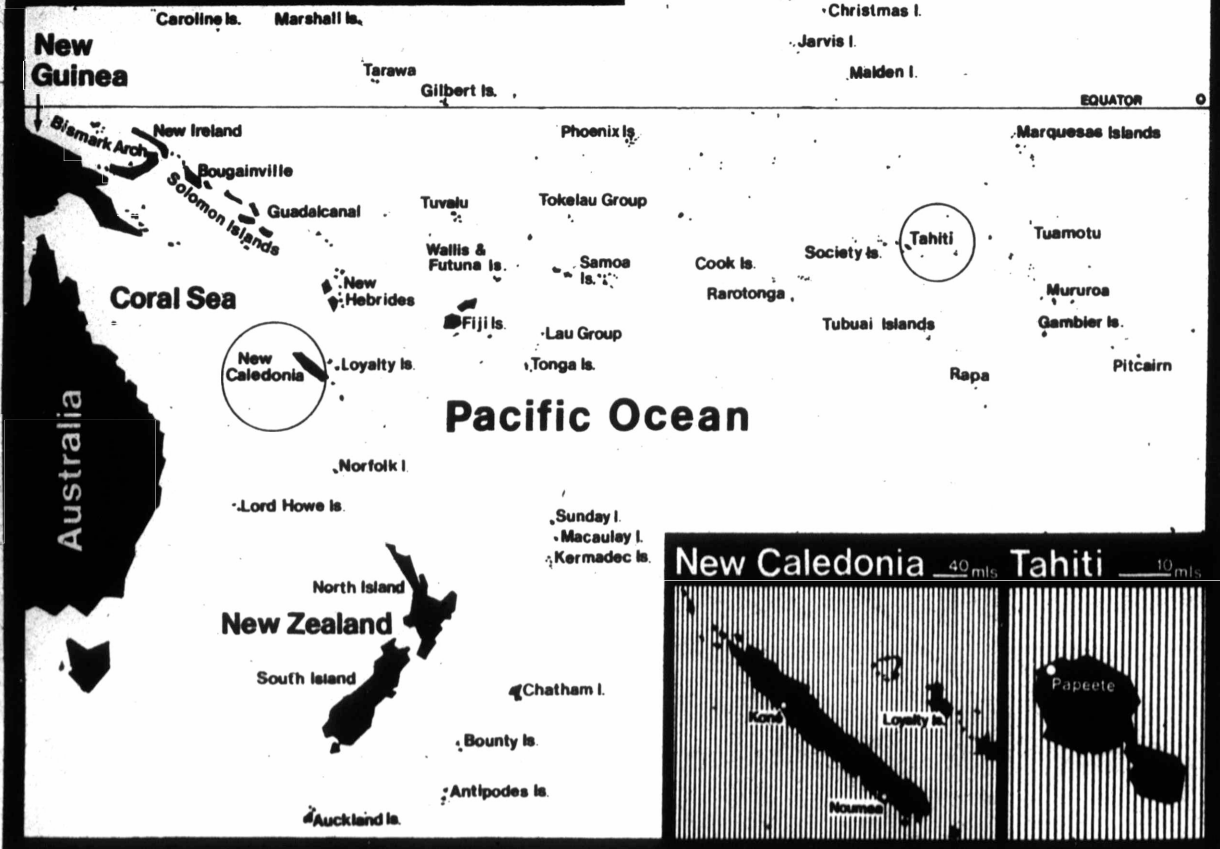 Caroline Is.
Marshall Is.
Christmas I.
Jarvis I.
Malden I.
New
Guinea
Tarawa
Gilbert Is.
EQUATOR
O
Bismark Arch.
New Ireland
Phoenix Is.
Marquesas Islands
Bougainville
Solomon Islands
Guadalcanal
Tuvalu
Tokelau Group
Tahiti
Tuamotu
Wallis &
Futuna Is.
Samoa
Is.
Cook Is.
Society Is.
Coral Sea
New
Hebrides
Rarotonga
Mururoa
Fiji Is.
Lau Group
Tubuai Islands
Gambier Is.
New
Caledonia
Loyalty Is.
Tonga Is.
Rapa
Pitcairn
Pacific Ocean
Australia
Norfolk I.
Lord Howe Is.
Sunday I.
Macaulay I.
Kermadec Is.
North Island
New Zealand
South Island
Chatham I.
Bounty Is.
Antipodes Is.
Auckland Is.
New Caledonia
40 mls
Koné
Loyalty Is.
Noumea
Tahiti
10 mls
Papeete